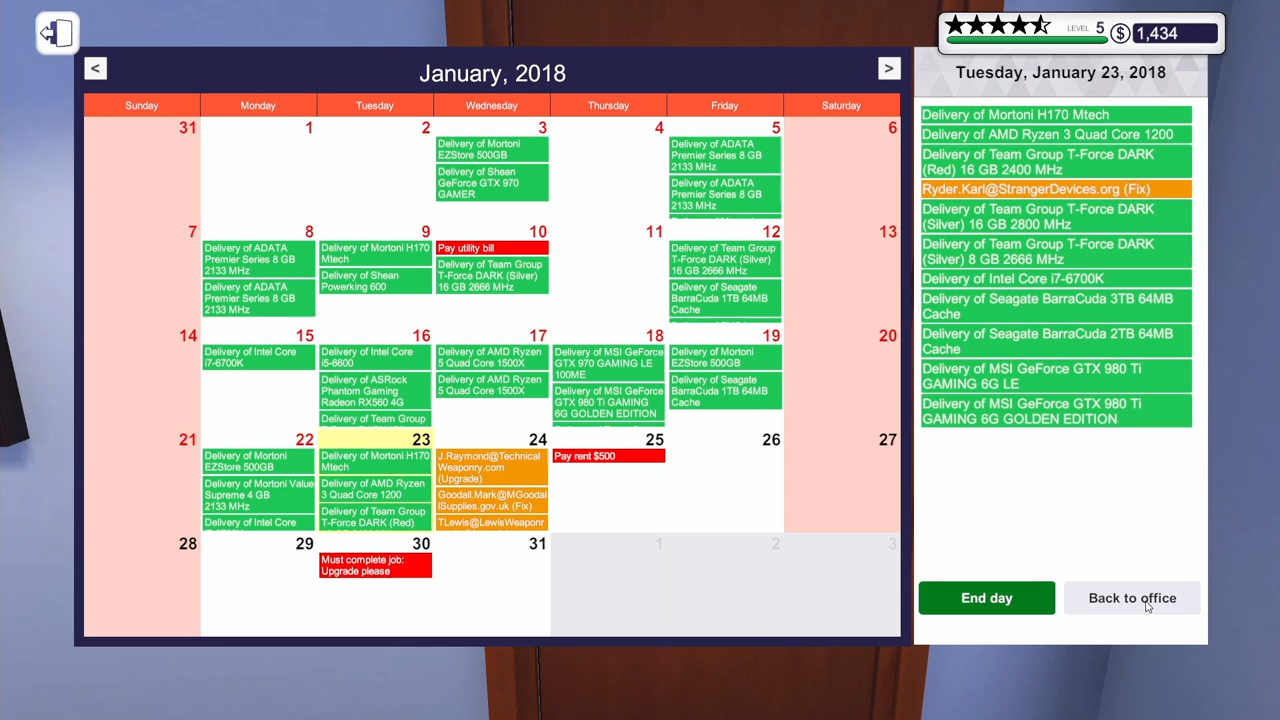 LEVEL 5 $ 1,434
< January, 2018 >
Tuesday, January 23, 2018
Sunday Monday Tuesday Wednesday Thursday Friday Saturday
31 1 2 3 4 5 6
Delivery of Mortoni
EZStore 500GB
Delivery of Shean
GeForce GTX 970
GAMER
Delivery of ADATA
Premier Series 8 GB
2133 MHz
Delivery of ADATA
Premier Series 8 GB
2133 MHz
7 8 9 10 11 12 13
Delivery of ADATA
Premier Series 8 GB
2133 MHz
Delivery of ADATA
Premier Series 8 GB
2133 MHz
Delivery of Mortoni H170
Mtech
Delivery of Shean
Powerking 600
Pay utility bill
Delivery of Team Group
T-Force DARK (Silver)
16 GB 2666 MHz
Delivery of Team Group
T-Force DARK (Silver)
16 GB 2666 MHz
Delivery of Seagate
BarraCuda 1TB 64MB
Cache
14 15 16 17 18 19 20
Delivery of Intel Core
i7-6700K
Delivery of Intel Core
i5-6600
Delivery of ASRock
Phantom Gaming
Radeon RX560 4G
Delivery of Team Group
Delivery of AMD Ryzen
5 Quad Core 1500X
Delivery of AMD Ryzen
5 Quad Core 1500X
Delivery of MSI GeForce
GTX 970 GAMING LE
100ME
Delivery of MSI GeForce
GTX 980 Ti GAMING
6G GOLDEN EDITION
Delivery of Mortoni
EZStore 500GB
Delivery of Seagate
BarraCuda 1TB 64MB
Cache
21 22 23 24 25 26 27
Delivery of Mortoni
EZStore 500GB
Delivery of Mortoni Value
Supreme 4 GB
2133 MHz
Delivery of Intel Core
Delivery of Mortoni H170
Mtech
Delivery of AMD Ryzen
3 Quad Core 1200
Delivery of Team Group
T-Force DARK (Red)
J.Raymond@Technical
Weaponry.com
(Upgrade)
Goodall.Mark@MGoodal
lSupplies.gov.uk (Fix)
TLewis@LewisWeaponr
Pay rent $500
28 29 30 31 1 2 3
Must complete job:
Upgrade please
Delivery of Mortoni H170 Mtech
Delivery of AMD Ryzen 3 Quad Core 1200
Delivery of Team Group T-Force DARK
(Red) 16 GB 2400 MHz
Ryder.Karl@StrangerDevices.org (Fix)
Delivery of Team Group T-Force DARK
(Silver) 16 GB 2800 MHz
Delivery of Team Group T-Force DARK
(Silver) 8 GB 2666 MHz
Delivery of Intel Core i7-6700K
Delivery of Seagate BarraCuda 3TB 64MB
Cache
Delivery of Seagate BarraCuda 2TB 64MB
Cache
Delivery of MSI GeForce GTX 980 Ti
GAMING 6G LE
Delivery of MSI GeForce GTX 980 Ti
GAMING 6G GOLDEN EDITION
End day Back to office